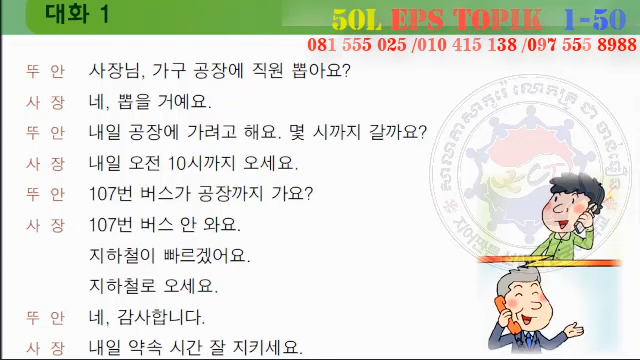 대화 1
50L EPS TOPIK 1-50
081 555 025 /010 415 138 /097 555 8988
뚜 안 사장님, 가구 공장에 직원 뽑아요?
사 장 네, 뽑을 거예요.
뚜 안 내일 공장에 가려고 해요. 몇 시까지 갈까요?
사 장 내일 오전 10시까지 오세요.
뚜 안 107번 버스가 공장까지 가요?
사 장 107번 버스 안 와요.
지하철이 빠르겠어요.
지하철로 오세요.
뚜 안 네, 감사합니다.
사 장 내일 약속 시간 잘 지키세요.